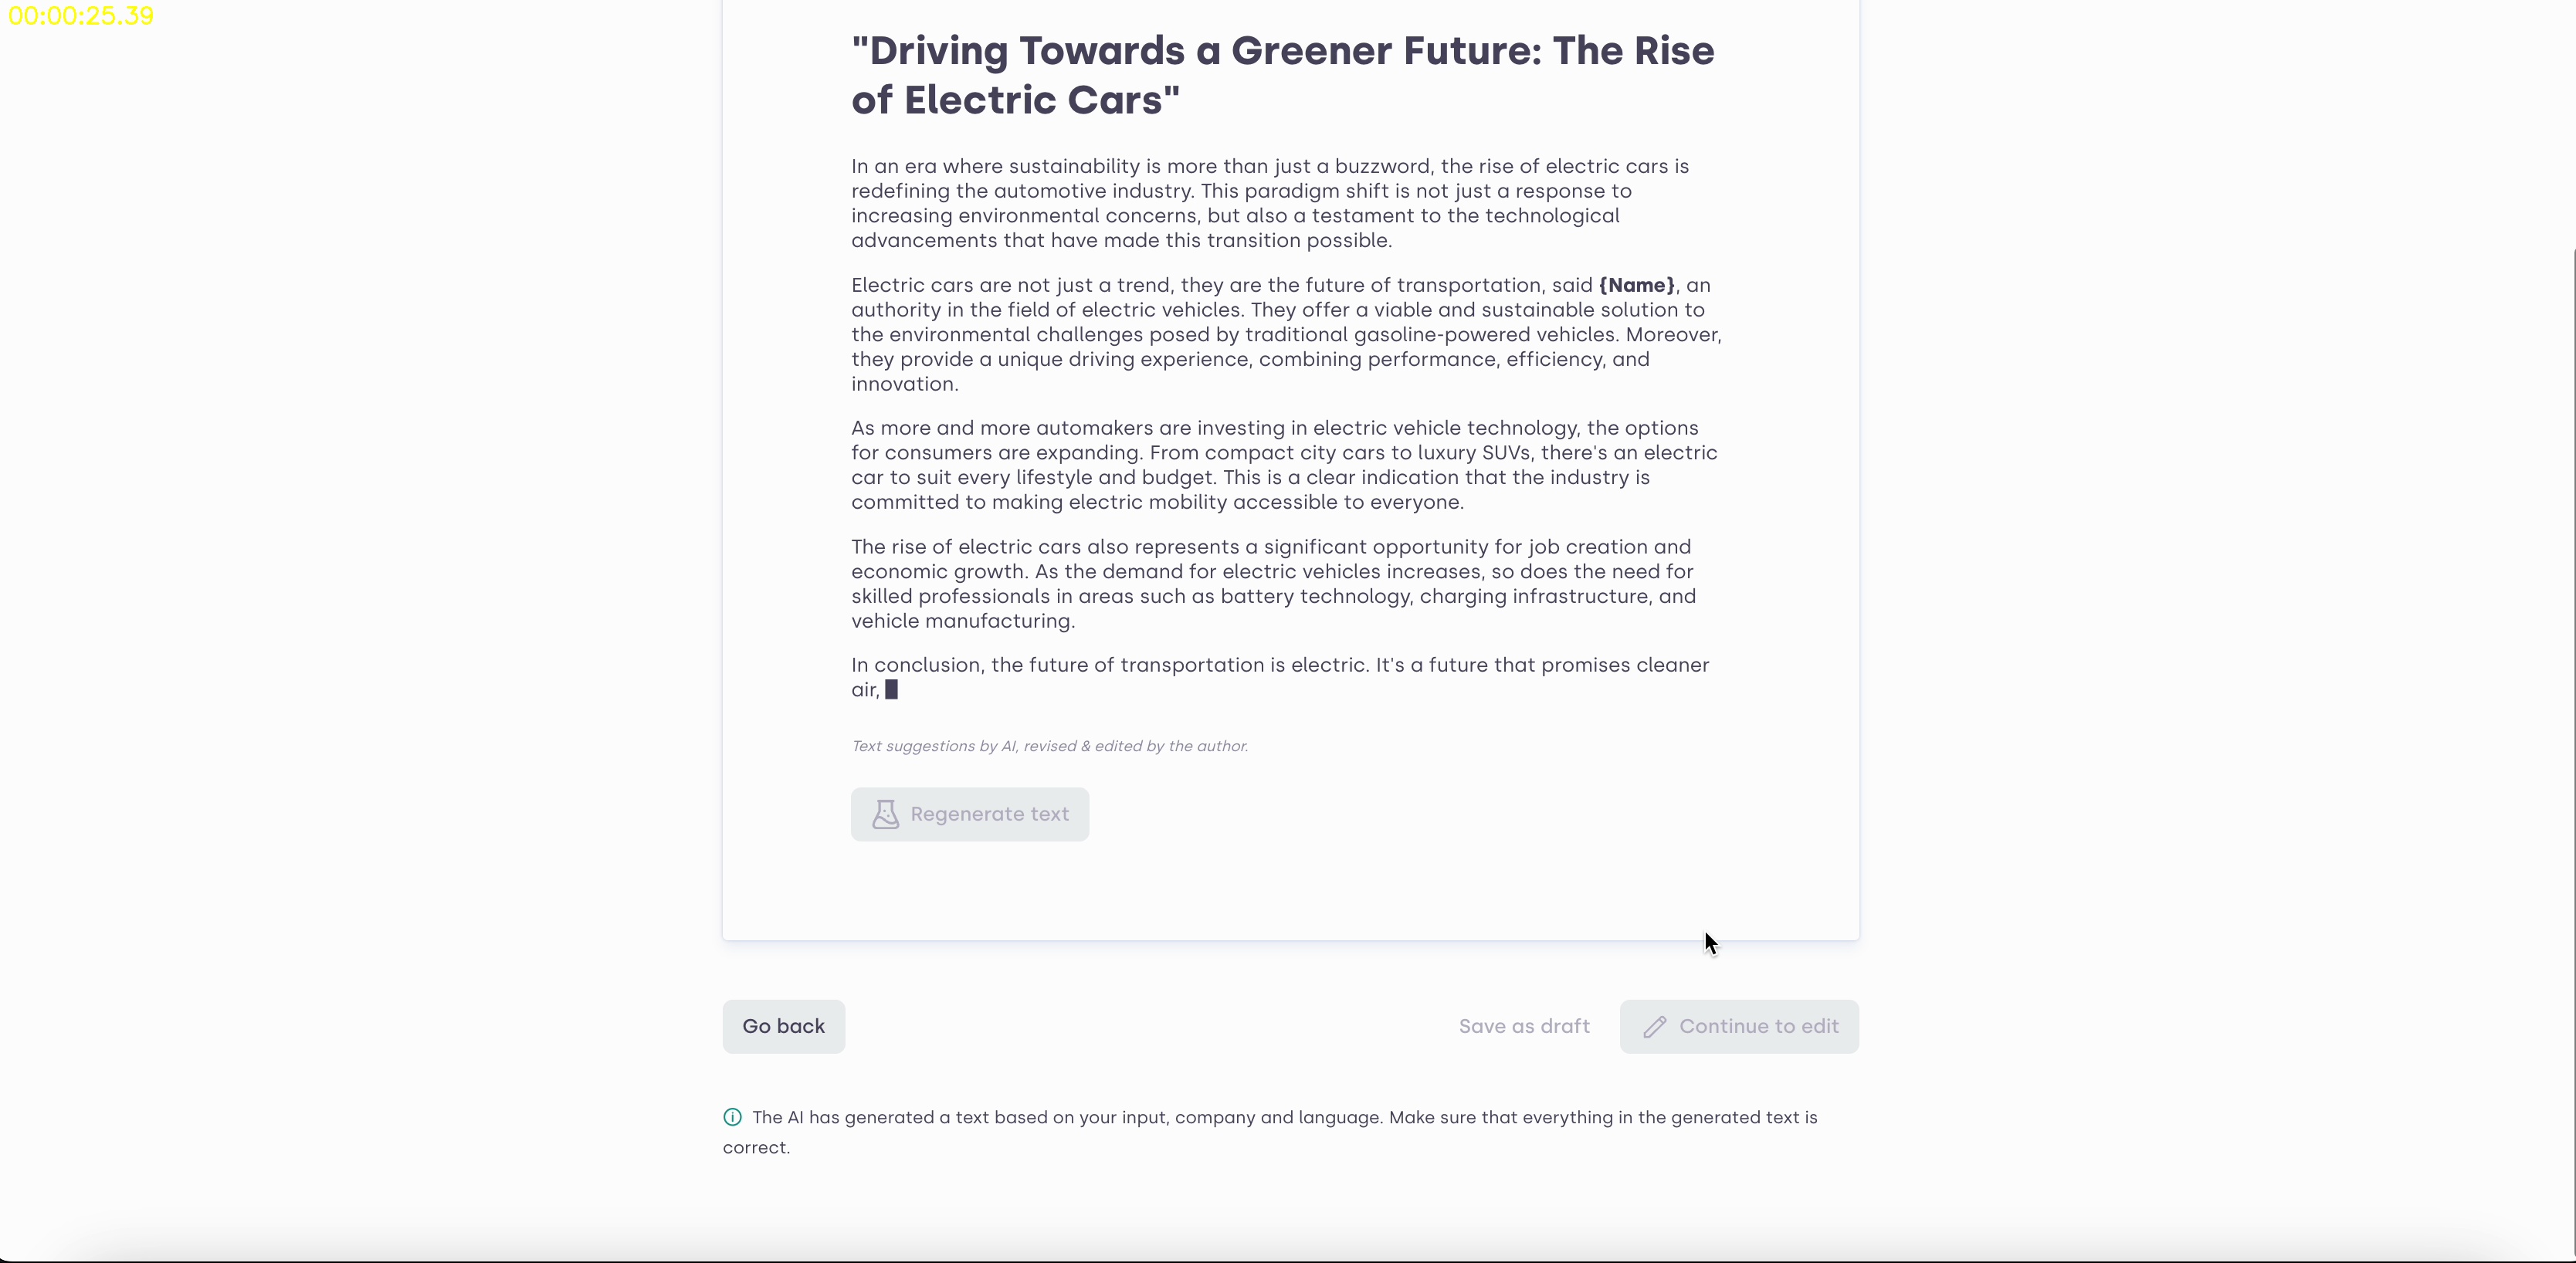 00:00:25.39
"Driving Towards a Greener Future: The Rise
of Electric Cars"
In an era where sustainability is more than just a buzzword, the rise of electric cars is
redefining the automotive industry. This paradigm shift is not just a response to
increasing environmental concerns, but also a testament to the technological
advancements that have made this transition possible.
Electric cars are not just a trend, they are the future of transportation, said {Name}, an
authority in the field of electric vehicles. They offer a viable and sustainable solution to
the environmental challenges posed by traditional gasoline-powered vehicles. Moreover,
they provide a unique driving experience, combining performance, efficiency, and
innovation.
As more and more automakers are investing in electric vehicle technology, the options
for consumers are expanding. From compact city cars to luxury SUVs, there's an electric
car to suit every lifestyle and budget. This is a clear indication that the industry is
committed to making electric mobility accessible to everyone.
The rise of electric cars also represents a significant opportunity for job creation and
economic growth. As the demand for electric vehicles increases, so does the need for
skilled professionals in areas such as battery technology, charging infrastructure, and
vehicle manufacturing.
In conclusion, the future of transportation is electric. It's a future that promises cleaner
air,
Text suggestions by AI, revised & edited by the author.
Regenerate text
Go back
Save as draft
Continue to edit
The AI has generated a text based on your input, company and language. Make sure that everything in the generated text is
correct.